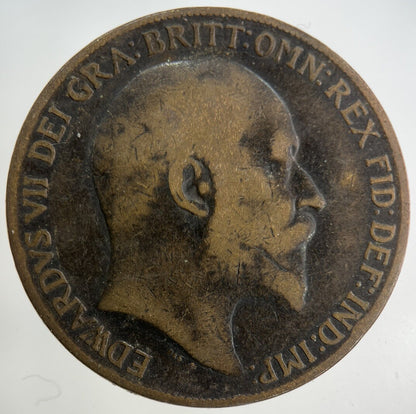 EDWARDVS VII DEI GRA: BRITT: OMN: REX FID: DEF: IND: IMP: